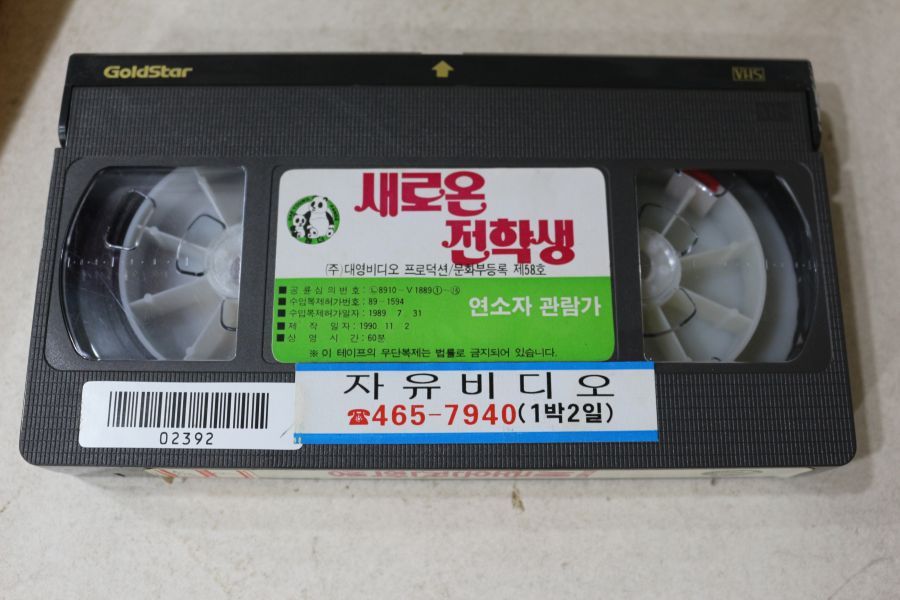 GoldStar
VHS
새로온
전학생
(주)대영비디오 프로덕션/문화부등록 제58호
■ 공륜심의번호 : Ⓛ8910-V1889①-⑭
■ 수입복제허가번호 : 89-1594
■ 수입복제허가일자 : 1989 7. 31
■ 제 작 일 자 : 1990 11 2
■ 상 영 시 간 : 60분
연소자 관람가
※ 이 테이프의 무단복제는 법률로 금지되어 있습니다.
자유비디오
☎465-7940(1박2일)
02392